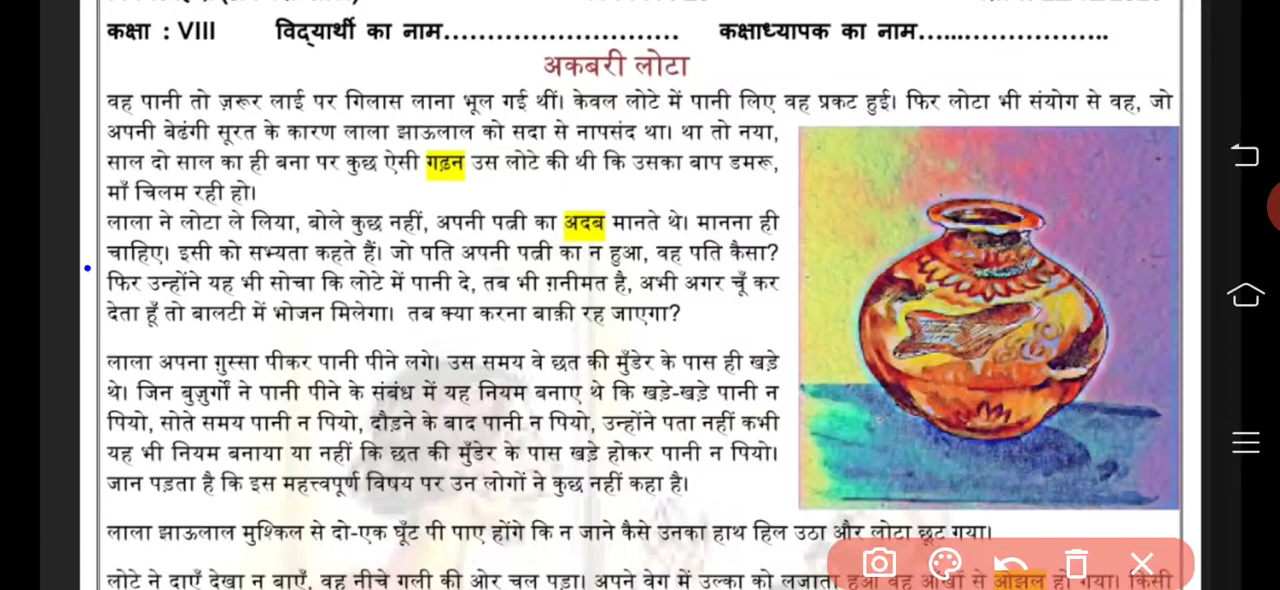 कक्षा : VIII विद्यार्थी का नाम........................... कक्षाध्यापक का नाम......................
अकबरी लोटा
वह पानी तो ज़रूर लाई पर गिलास लाना भूल गई थीं। केवल लोटे में पानी लिए वह प्रकट हुई। फिर लोटा भी संयोग से वह, जो
अपनी बेढंगी सूरत के कारण लाला झाऊलाल को सदा से नापसंद था। था तो नया,
साल दो साल का ही बना पर कुछ ऐसी गढ़न उस लोटे की थी कि उसका बाप डमरू,
माँ चिलम रही हो।
लाला ने लोटा ले लिया, बोले कुछ नहीं, अपनी पत्नी का अदब मानते थे। मानना ही
चाहिए। इसी को सभ्यता कहते हैं। जो पति अपनी पत्नी का न हुआ, वह पति कैसा?
फिर उन्होंने यह भी सोचा कि लोटे में पानी दे, तब भी ग़नीमत है, अभी अगर चूँ कर
देता हूँ तो बालटी में भोजन मिलेगा। तब क्या करना बाक़ी रह जाएगा?
लाला अपना ग़ुस्सा पीकर पानी पीने लगे। उस समय वे छत की मुँडेर के पास ही खड़े
थे। जिन बुज़ुर्गों ने पानी पीने के संबंध में यह नियम बनाए थे कि खड़े-खड़े पानी न
पियो, सोते समय पानी न पियो, दौड़ने के बाद पानी न पियो, उन्होंने पता नहीं कभी
यह भी नियम बनाया या नहीं कि छत की मुँडेर के पास खड़े होकर पानी न पियो।
जान पड़ता है कि इस महत्त्वपूर्ण विषय पर उन लोगों ने कुछ नहीं कहा है।
लाला झाऊलाल मुश्किल से दो-एक घूँट पी पाए होंगे कि न जाने कैसे उनका हाथ हिल उठा और लोटा छूट गया।
लोटे ने दाएँ देखा न बाएँ, वह नीचे गली की ओर चल पड़ा। अपने वेग में उल्का को लजाता हुआ वह आँखों से ओझल हो गया। किसी